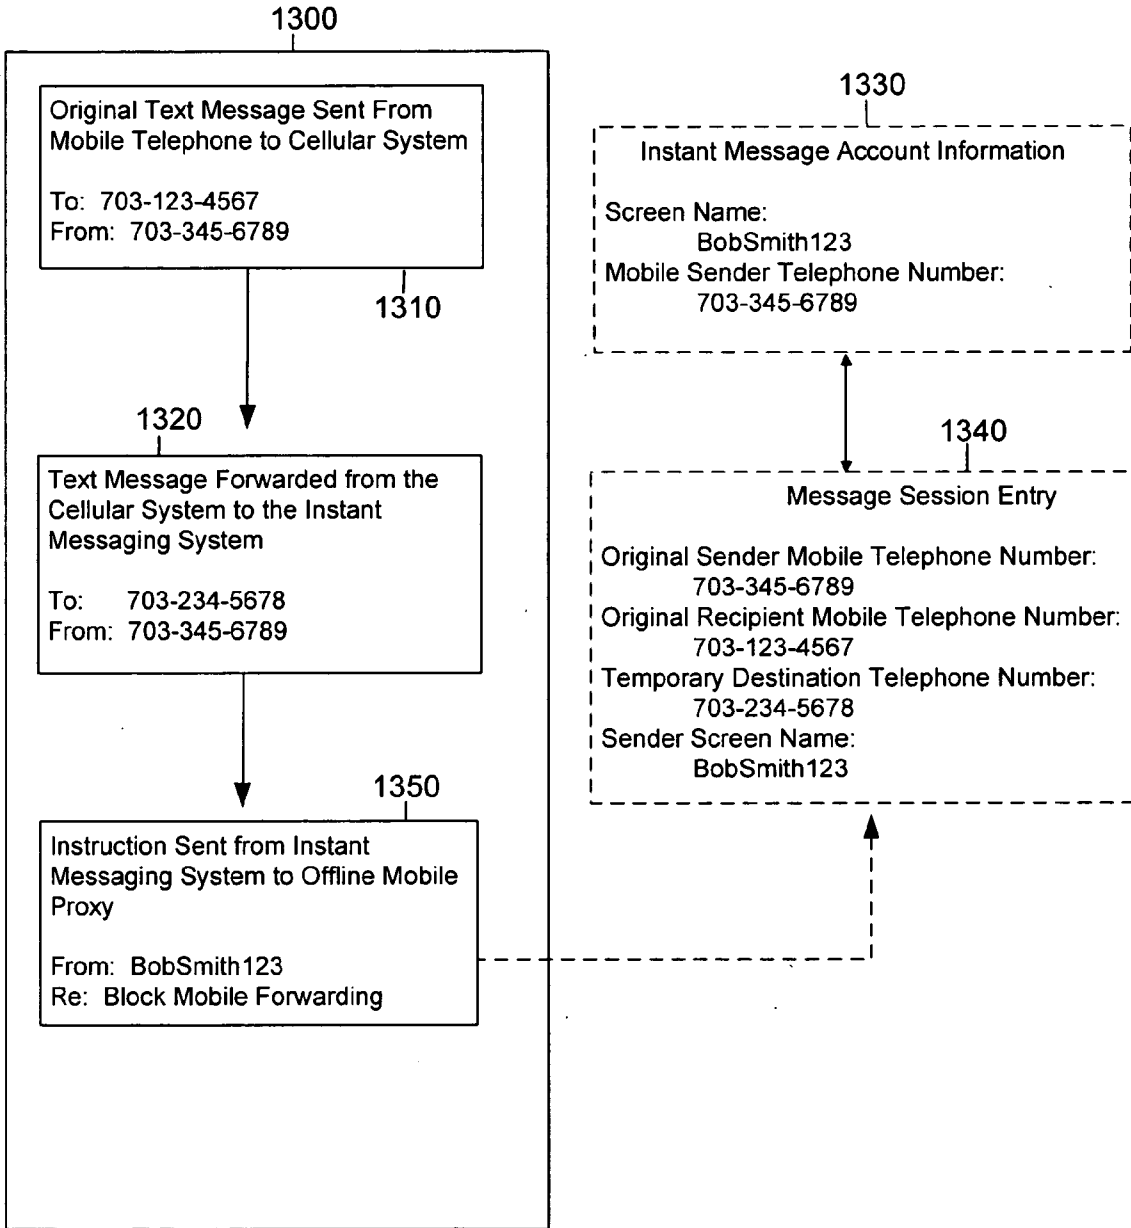 1300
Original Text Message Sent From
Mobile Telephone to Cellular System
To: 703-123-4567
From: 703-345-6789
1310
1320
Text Message Forwarded from the
Cellular System to the Instant
Messaging System
To: 703-234-5678
From: 703-345-6789
1350
Instruction Sent from Instant
Messaging System to Offline Mobile
Proxy
From: BobSmith123
Re: Block Mobile Forwarding
1330
Instant Message Account Information
Screen Name:
BobSmith123
Mobile Sender Telephone Number:
703-345-6789
1340
Message Session Entry
Original Sender Mobile Telephone Number:
703-345-6789
Original Recipient Mobile Telephone Number:
703-123-4567
Temporary Destination Telephone Number:
703-234-5678
Sender Screen Name:
BobSmith123